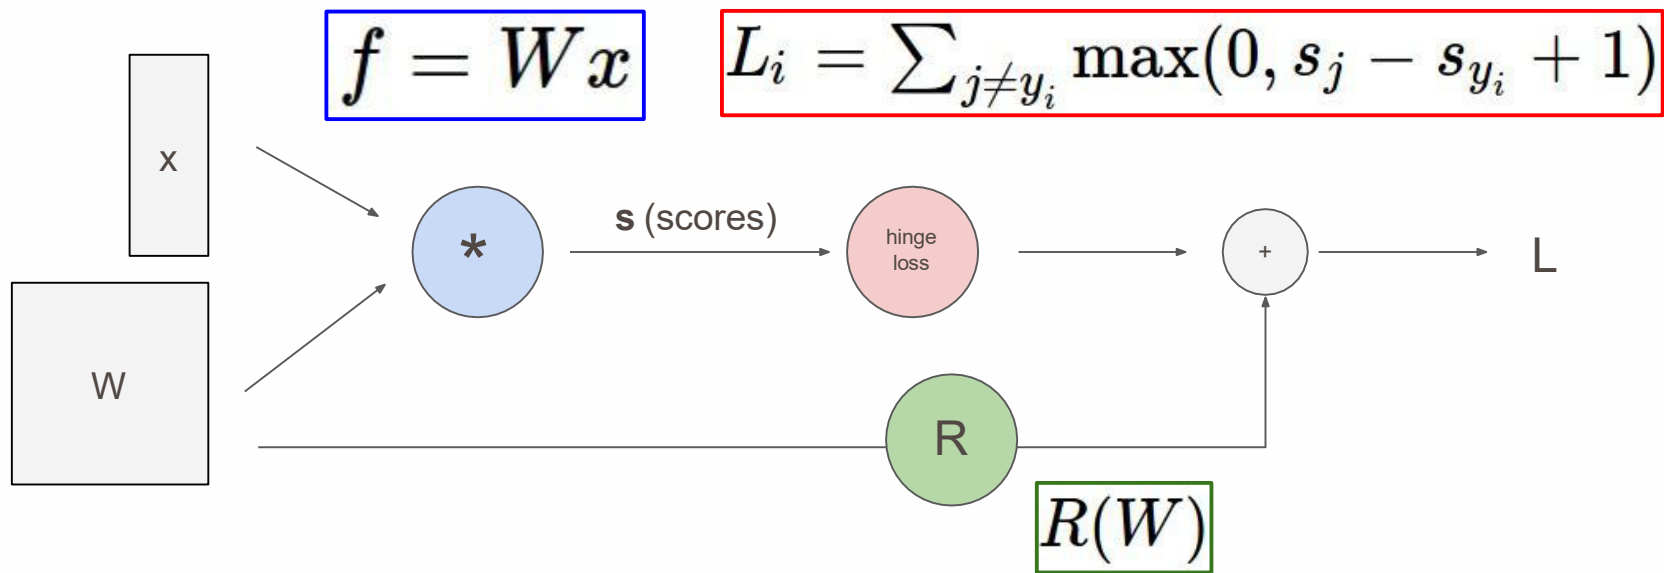 f = Wx
L_i = ∑_{j≠y_i} max(0, s_j − s_{y_i} + 1)
x
*
s (scores)
hinge
loss
+
L
W
R
R(W)